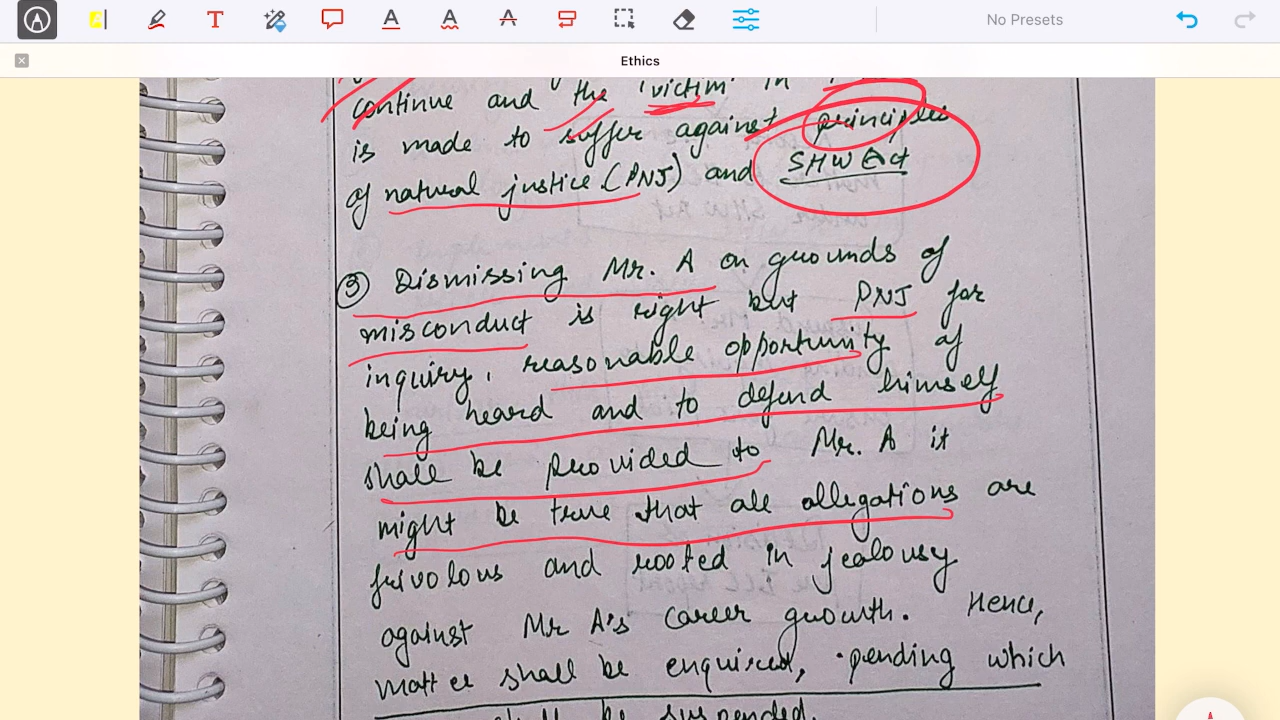 No Presets
Ethics
continue and the 'victim' in
is made to suffer against principles
of natural justice (PNJ) and SHW Act
③ Dismissing Mr. A on grounds of
misconduct is right but PNJ for
inquiry, reasonable opportunity of
being heard and to defend himself
shall be provided to Mr. A it
might be true that all allegations are
frivolous and rooted in jealousy
against Mr A's career growth. Hence,
matter shall be enquired, pending which
shall be suspended.